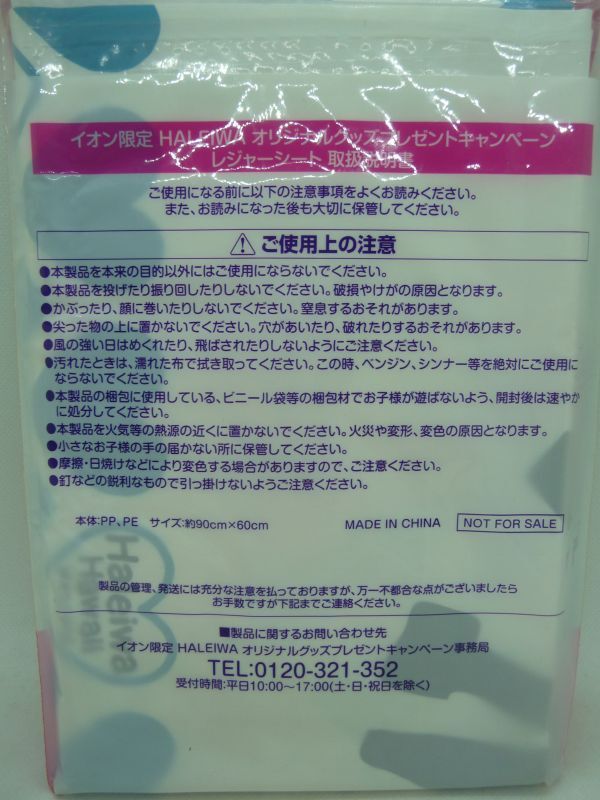 イオン限定 HALEIWA オリジナルグッズプレゼントキャンペーン
レジャーシート 取扱説明書
ご使用になる前に以下の注意事項をよくお読みください。
また、お読みになった後も大切に保管してください。
ご使用上の注意
●本製品を本来の目的以外にはご使用にならないでください。
●本製品を投げたり振り回したりしないでください。破損やけがの原因となります。
●かぶったり、顔に巻いたりしないでください。窒息するおそれがあります。
●尖った物の上に置かないでください。穴があいたり、破れたりするおそれがあります。
●風の強い日はめくれたり、飛ばされたりしないようにご注意ください。
●汚れたときは、濡れた布で拭き取ってください。この時、ベンジン、シンナー等を絶対にご使用に
ならないでください。
●本製品の梱包に使用している、ビニール袋等の梱包材でお子様が遊ばないよう、開封後は速やか
に処分してください。
●本製品を火気等の熱源の近くに置かないでください。火災や変形、変色の原因となります。
●小さなお子様の手の届かない所に保管してください。
●摩擦・日焼けなどにより変色する場合がありますので、ご注意ください。
●釘などの鋭利なもので引っ掛けないようご注意ください。
本体:PP、PE サイズ:約90cm×60cm MADE IN CHINA NOT FOR SALE
製品の管理、発送には充分な注意を払っておりますが、万一不都合な点がございましたら
お手数ですが下記までご連絡ください。
■製品に関するお問い合わせ先
イオン限定 HALEIWA オリジナルグッズプレゼントキャンペーン事務局
TEL:0120-321-352
受付時間:平日10:00〜17:00(土・日・祝日を除く)
Haleiwa
Hawaii